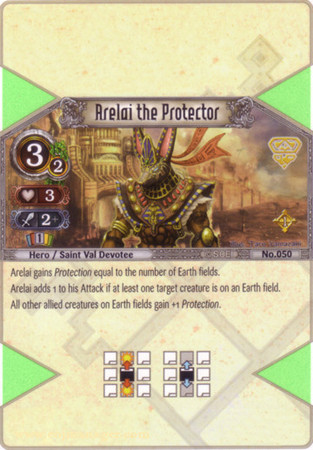 Arelai the Protector
3
2
3
2
1
Hero / Saint Val Devotee
No.050
Arelai gains Protection equal to the number of Earth fields.
Arelai adds 1 to his Attack if at least one target creature is on an Earth field.
All other allied creatures on Earth fields gain +1 Protection.